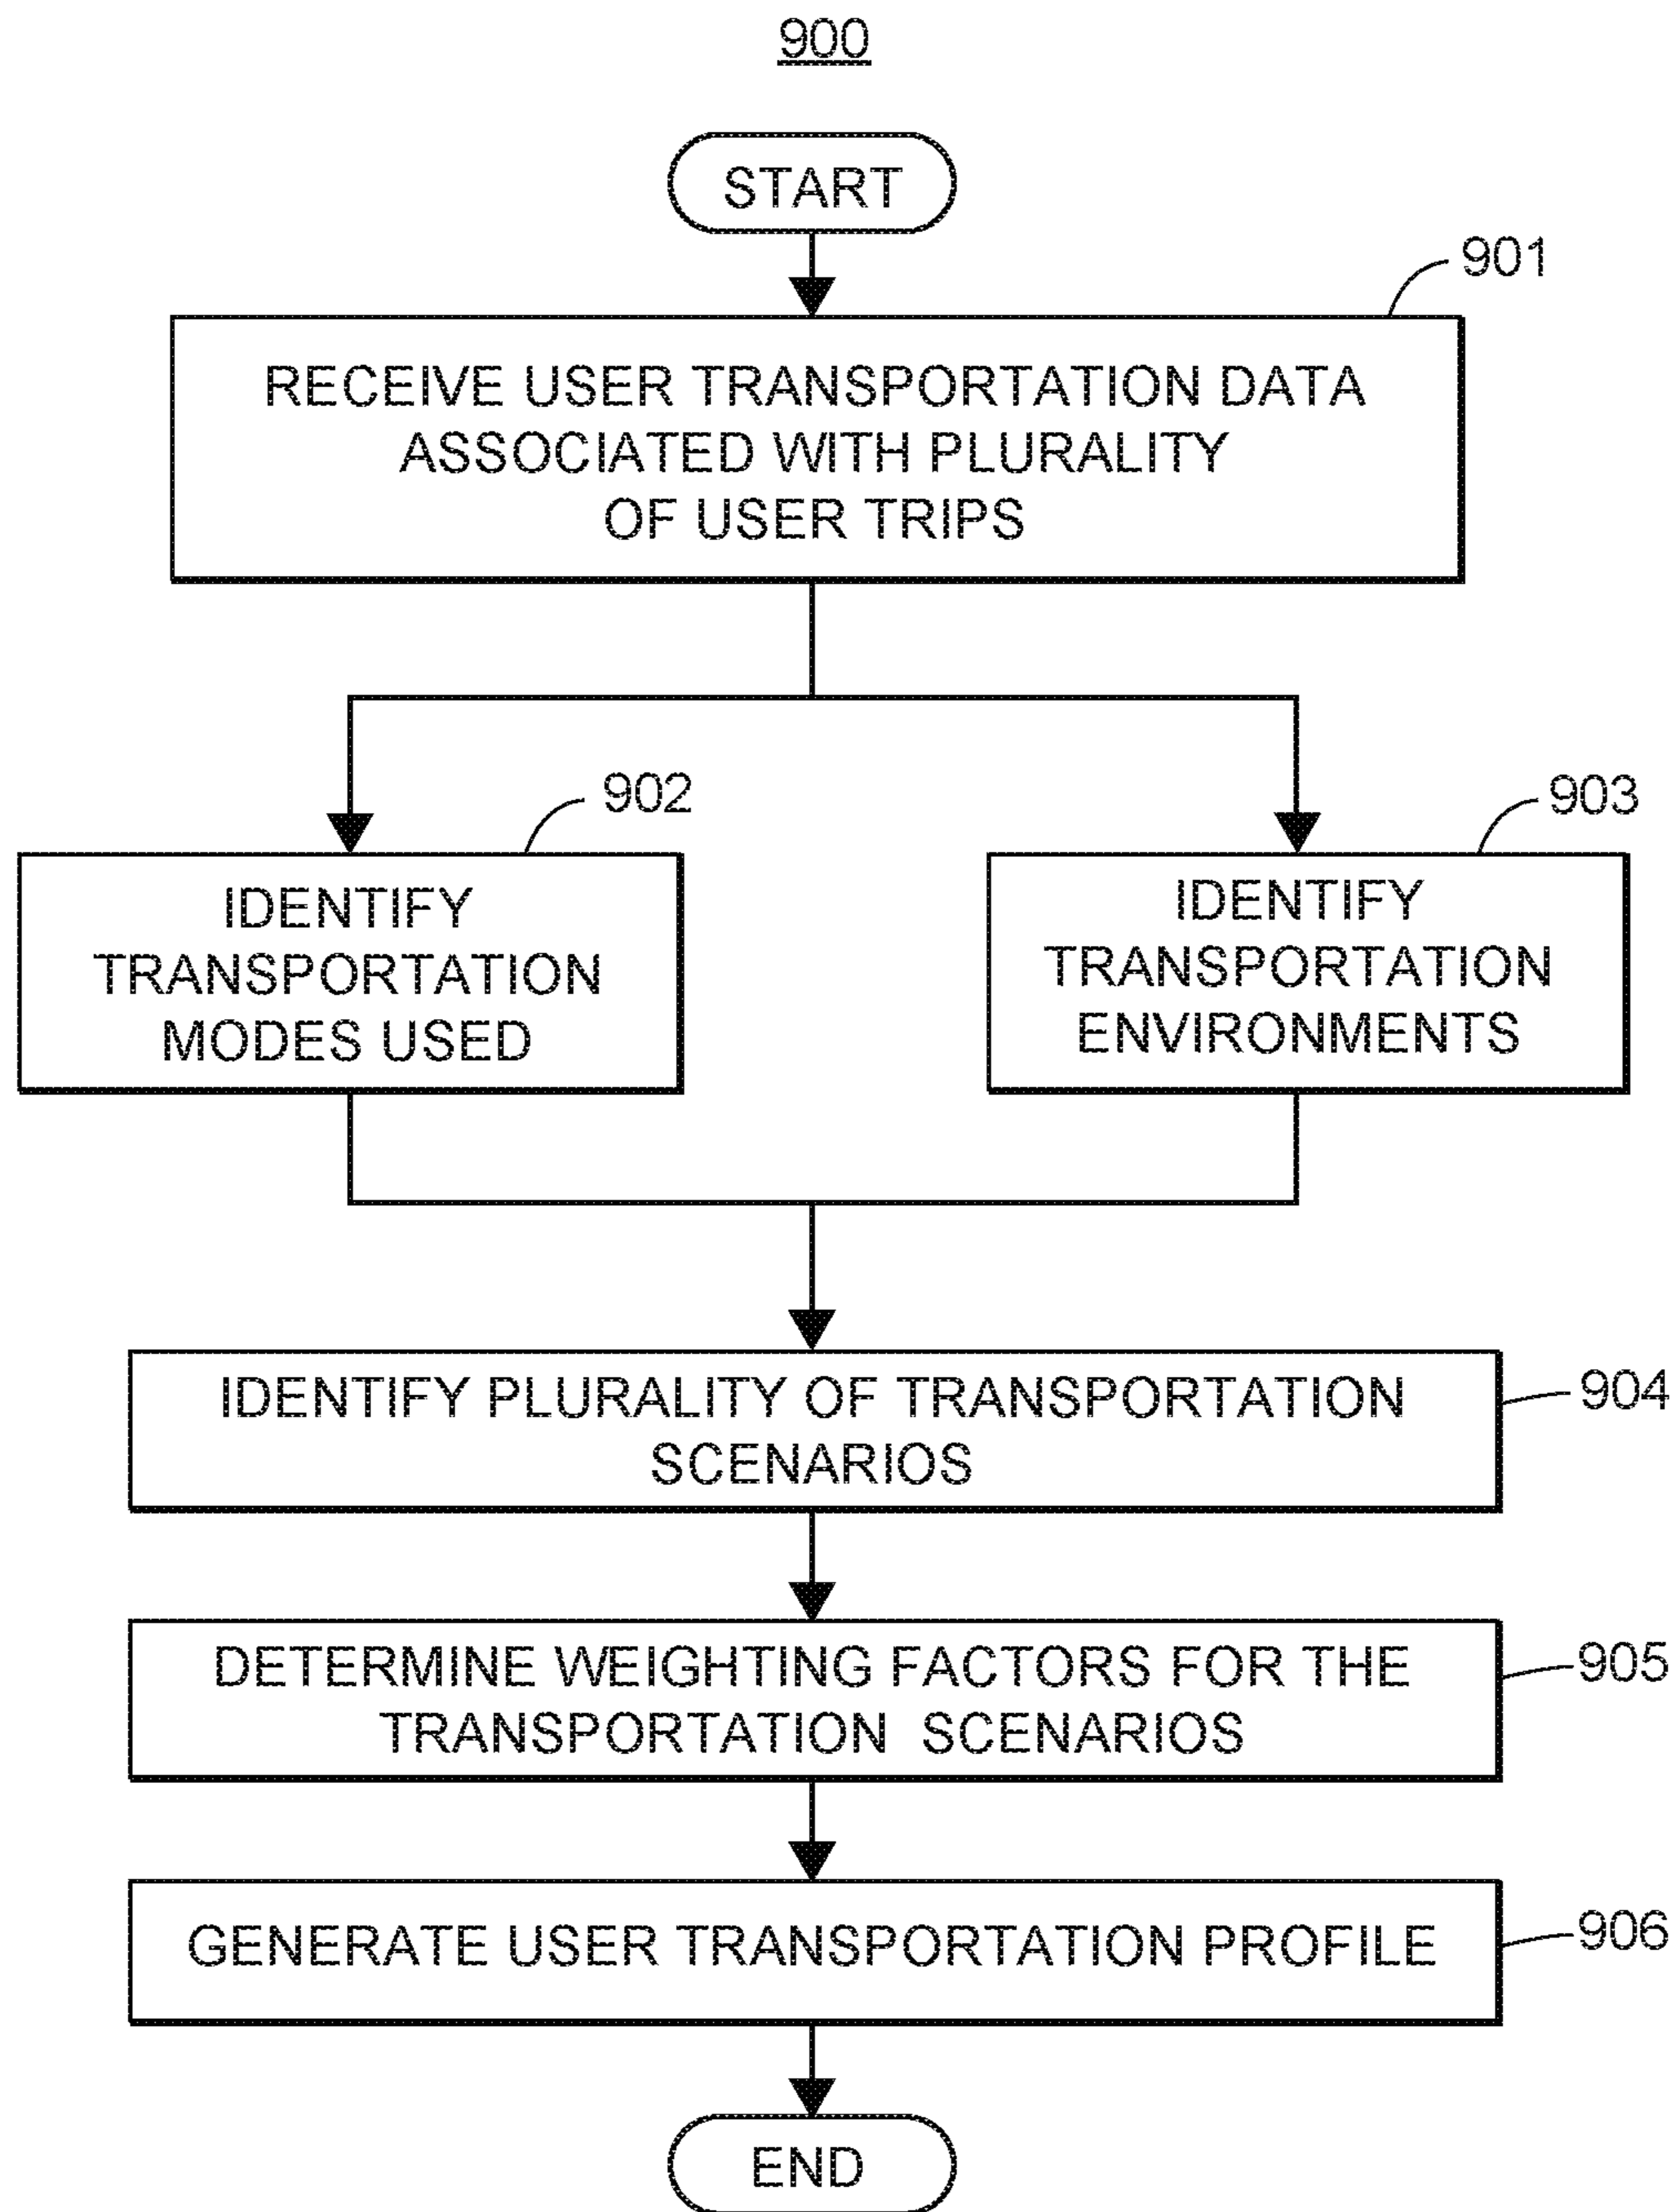 900
START
901
RECEIVE USER TRANSPORTATION DATA
ASSOCIATED WITH PLURALITY
OF USER TRIPS
902
IDENTIFY
TRANSPORTATION
MODES USED
903
IDENTIFY
TRANSPORTATION
ENVIRONMENTS
904
IDENTIFY PLURALITY OF TRANSPORTATION
SCENARIOS
905
DETERMINE WEIGHTING FACTORS FOR THE
TRANSPORTATION SCENARIOS
906
GENERATE USER TRANSPORTATION PROFILE
END